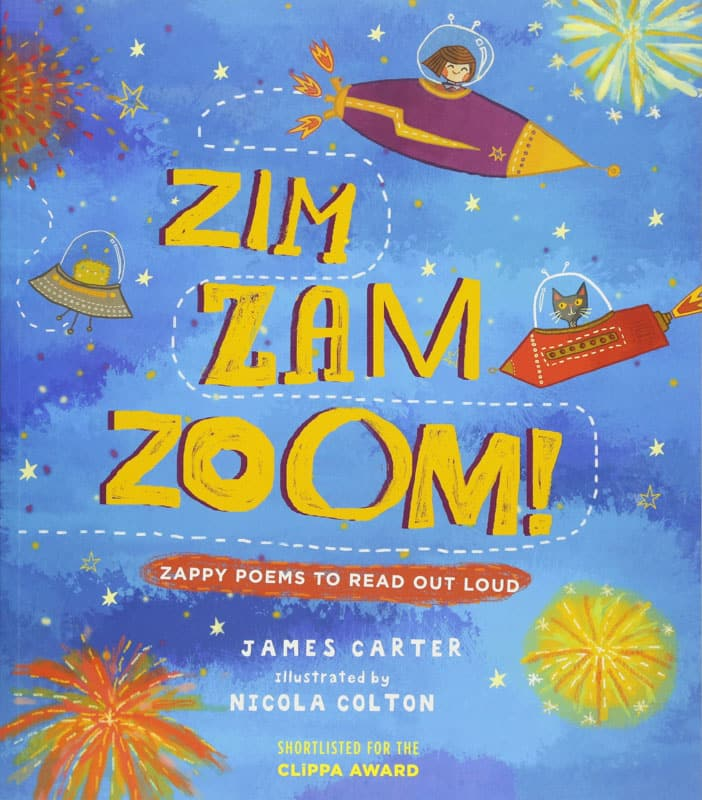 ZIM
ZAM
ZOOM!
ZAPPY POEMS TO READ OUT LOUD
JAMES CARTER
Illustrated by
NICOLA COLTON
SHORTLISTED FOR THE
CLiPPA AWARD